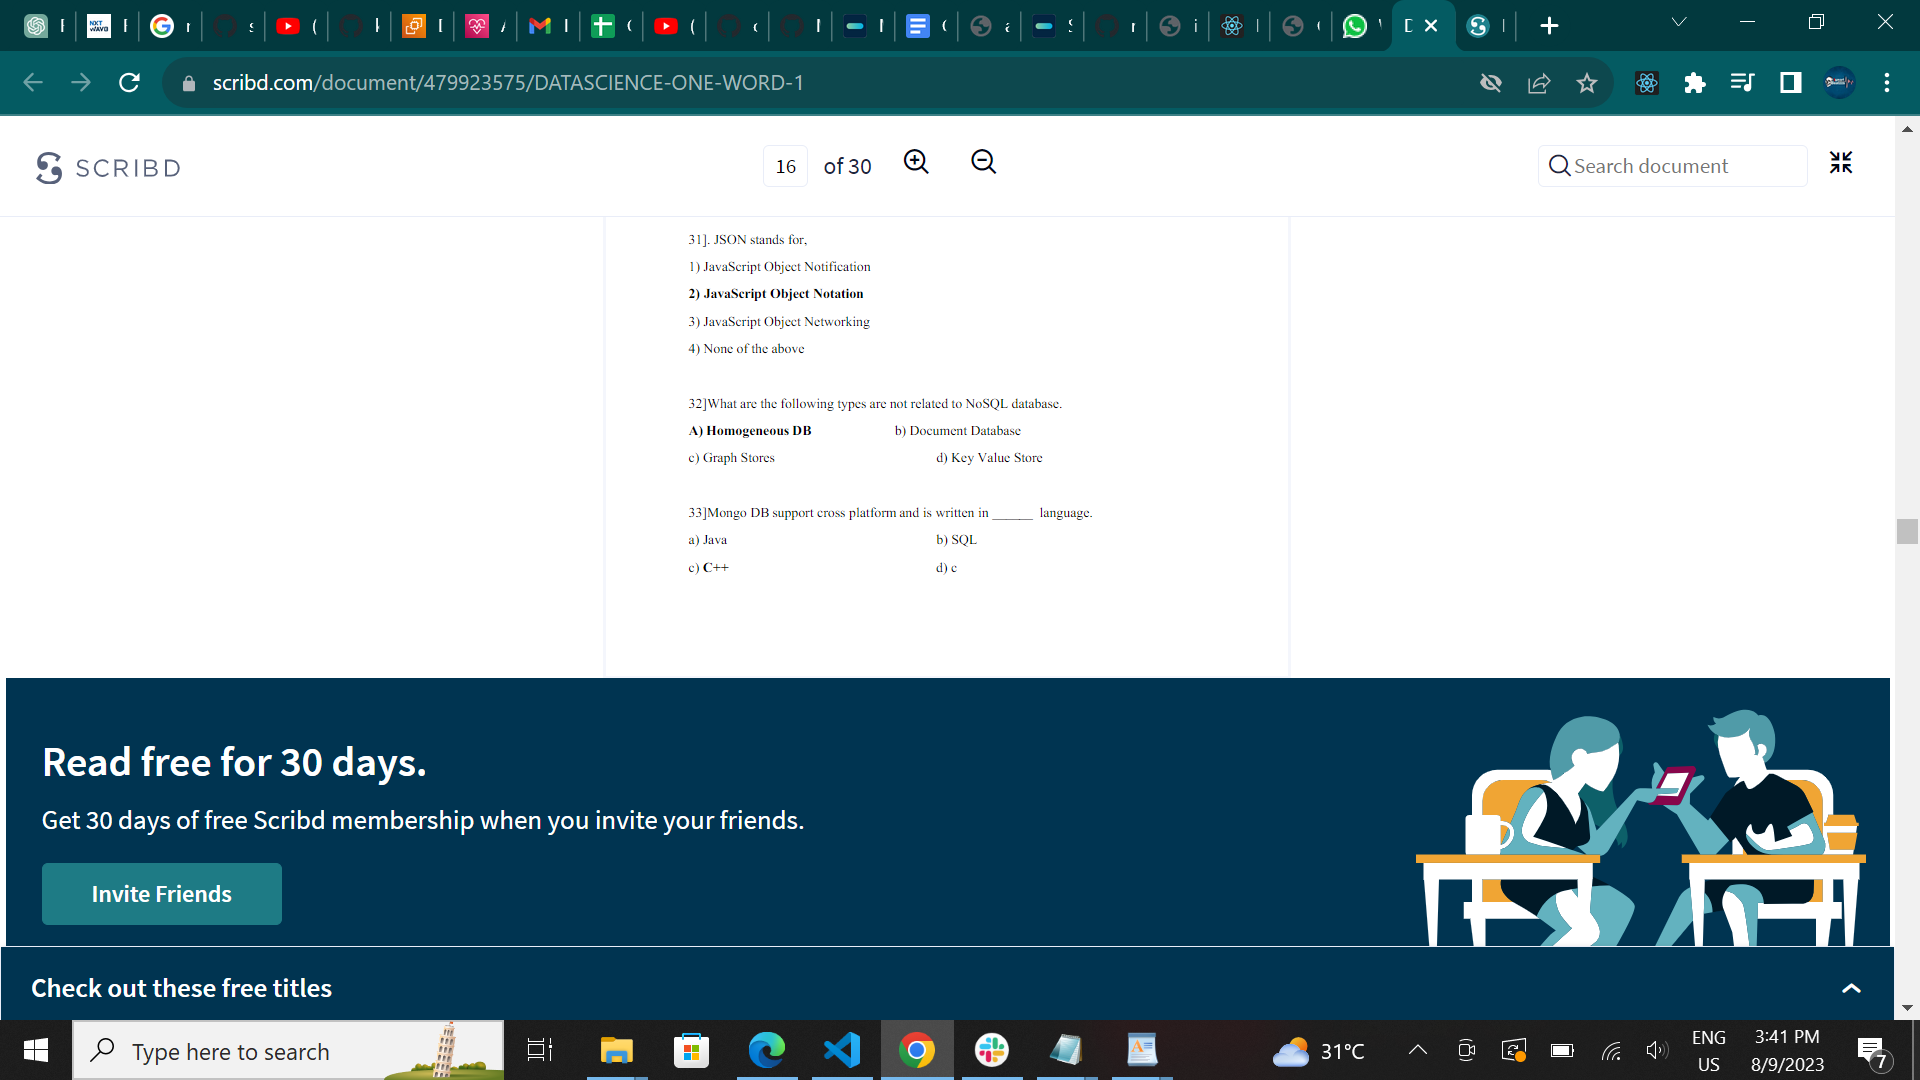 scribd.com/document/479923575/DATASCIENCE-ONE-WORD-1
SCRIBD
16 of 30
Search document
31]. JSON stands for,
1) JavaScript Object Notification
2) JavaScript Object Notation
3) JavaScript Object Networking
4) None of the above
32]What are the following types are not related to NoSQL database.
A) Homogeneous DB b) Document Database
c) Graph Stores d) Key Value Store
33]Mongo DB support cross platform and is written in ______ language.
a) Java b) SQL
c) C++ d) c
Read free for 30 days.
Get 30 days of free Scribd membership when you invite your friends.
Invite Friends
Check out these free titles
Type here to search
31°C
ENG
US
3:41 PM
8/9/2023
7